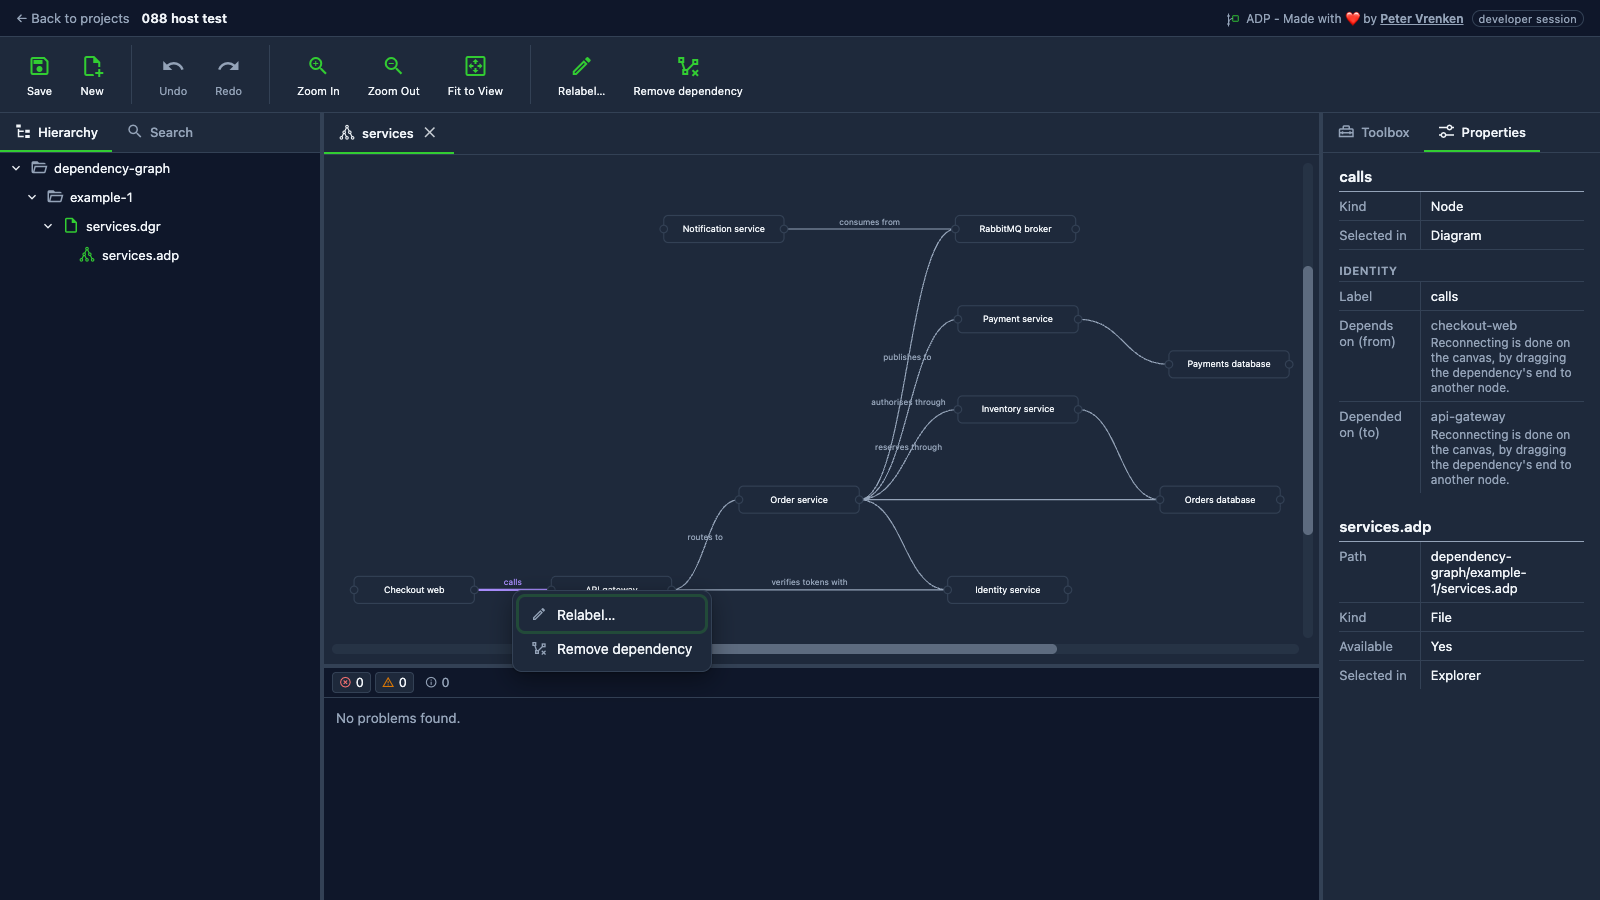 Back to projects 088 host test
ADP - Made with ❤️ by Peter Vrenken developer session
Save New Undo Redo Zoom In Zoom Out Fit to View Relabel... Remove dependency
Hierarchy Search
services
Toolbox Properties
dependency-graph
example-1
services.dgr
services.adp
Notification service
consumes from
RabbitMQ broker
Payment service
publishes to
Payments database
authorises through
Inventory service
reserves through
Order service
Orders database
routes to
Checkout web
calls
API gateway
verifies tokens with
Identity service
Relabel...
Remove dependency
0 0 0
No problems found.
calls
Kind Node
Selected in Diagram
IDENTITY
Label calls
Depends on (from)
checkout-web
Reconnecting is done on
the canvas, by dragging
the dependency's end to
another node.
Depended on (to)
api-gateway
Reconnecting is done on
the canvas, by dragging
the dependency's end to
another node.
services.adp
Path
dependency-
graph/example-
1/services.adp
Kind File
Available Yes
Selected in Explorer